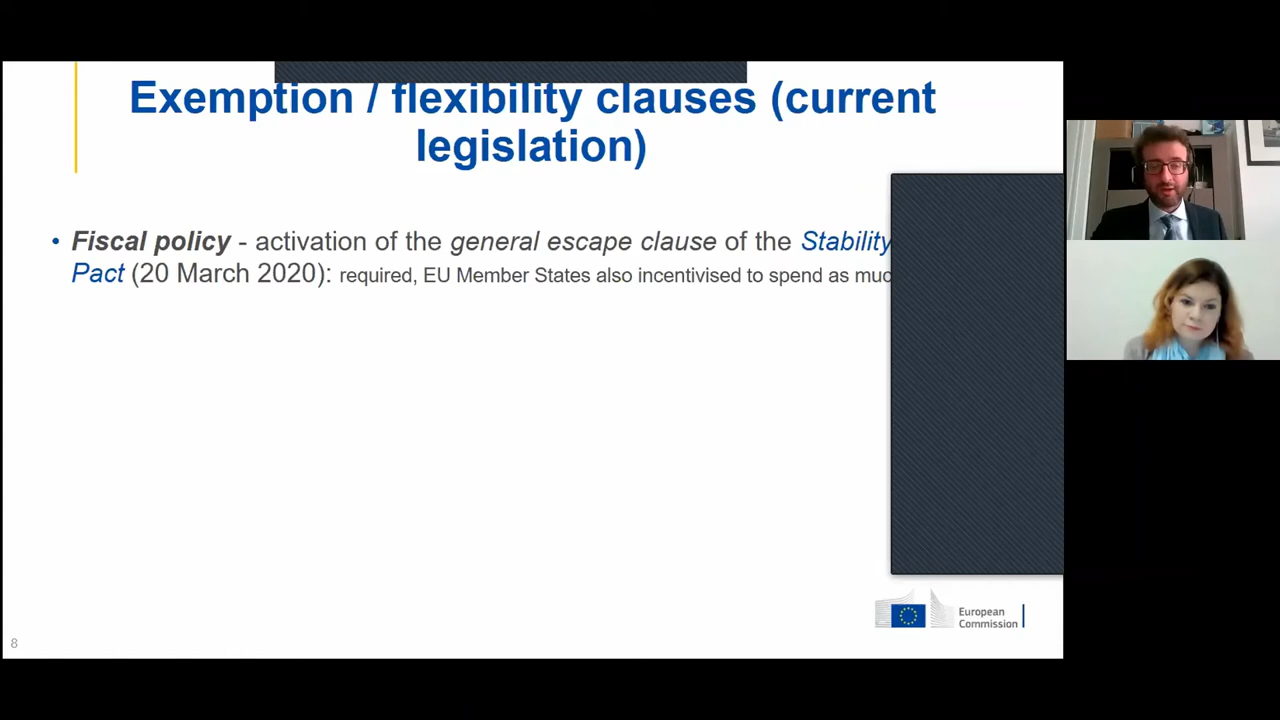 Exemption / flexibility clauses (current
legislation)
• Fiscal policy - activation of the general escape clause of the Stability
Pact (20 March 2020): required, EU Member States also incentivised to spend as
European
Commission
8